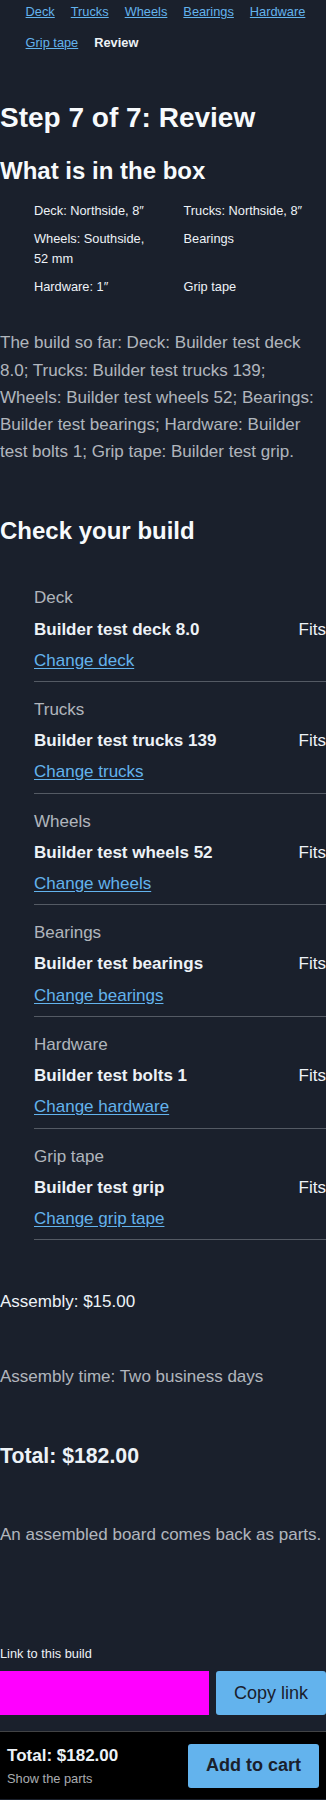 Deck Trucks Wheels Bearings Hardware
Grip tape Review
Step 7 of 7: Review
What is in the box
Deck: Northside, 8″ Trucks: Northside, 8″
Wheels: Southside, 52 mm Bearings
Hardware: 1″ Grip tape
The build so far: Deck: Builder test deck
8.0; Trucks: Builder test trucks 139;
Wheels: Builder test wheels 52; Bearings:
Builder test bearings; Hardware: Builder
test bolts 1; Grip tape: Builder test grip.
Check your build
Deck
Builder test deck 8.0 Fits
Change deck
Trucks
Builder test trucks 139 Fits
Change trucks
Wheels
Builder test wheels 52 Fits
Change wheels
Bearings
Builder test bearings Fits
Change bearings
Hardware
Builder test bolts 1 Fits
Change hardware
Grip tape
Builder test grip Fits
Change grip tape
Assembly: $15.00
Assembly time: Two business days
Total: $182.00
An assembled board comes back as parts.
Link to this build
Copy link
Total: $182.00
Show the parts
Add to cart